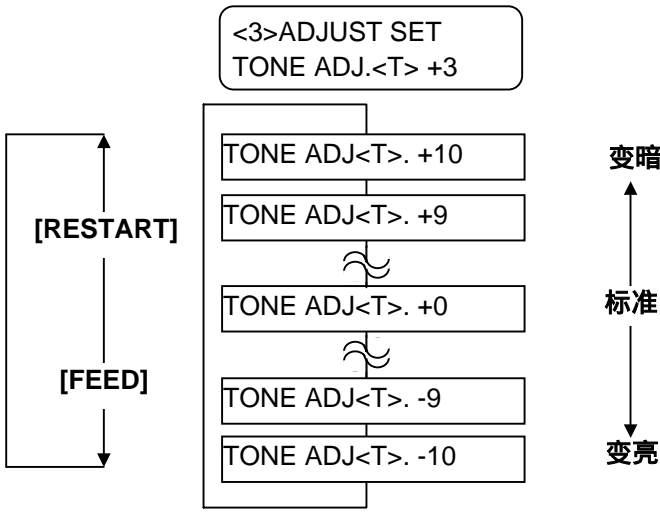 <3>ADJUST SET
TONE ADJ.<T> +3
TONE ADJ<T>. +10
变暗
TONE ADJ<T>. +9
[RESTART]
TONE ADJ<T>. +0
标准
[FEED]
TONE ADJ<T>. -9
TONE ADJ<T>. -10
变亮